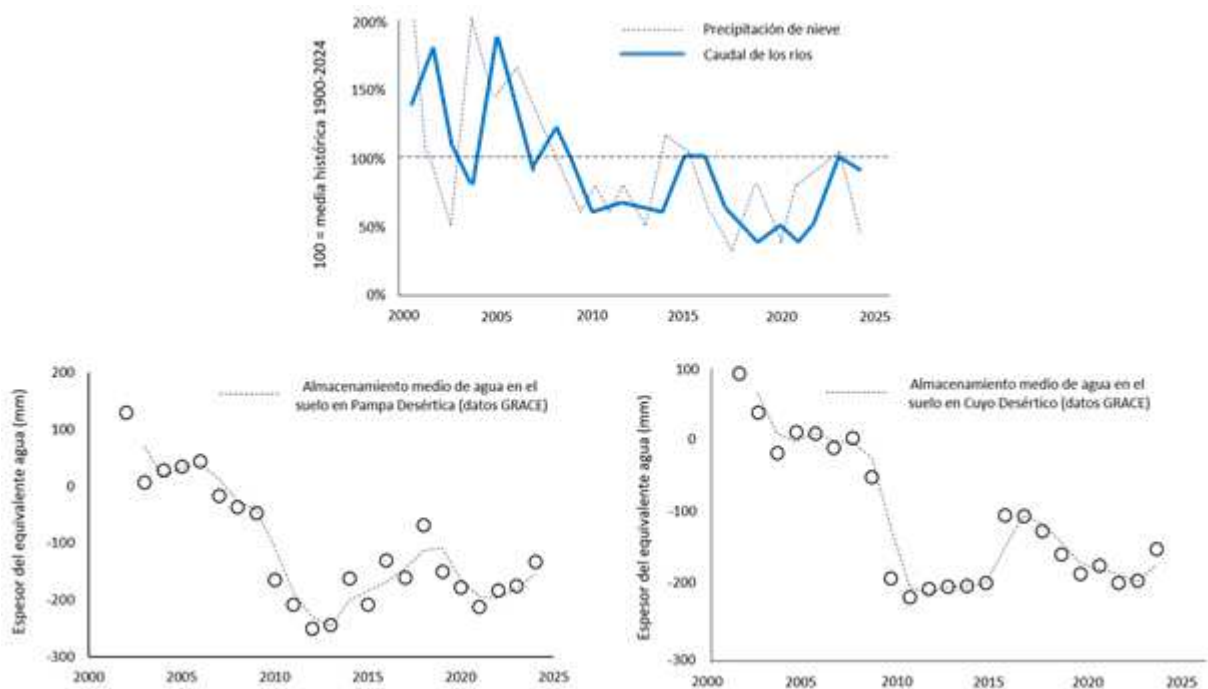 200%
150%
100%
50%
0%
100 = media histórica 1900-2024
Precipitación de nieve
Caudal de los ríos
2000 2005 2010 2015 2020 2025
200
100
0
-100
-200
-300
Espesor del equivalente agua (mm)
Almacenamiento medio de agua en el
suelo en Pampa Desértica (datos GRACE)
2000 2005 2010 2015 2020 2025
100
0
-100
-200
-300
Espesor del equivalente agua (mm)
Almacenamiento medio de agua en el
suelo en Cuyo Desértico (datos GRACE)
2000 2005 2010 2015 2020 2025